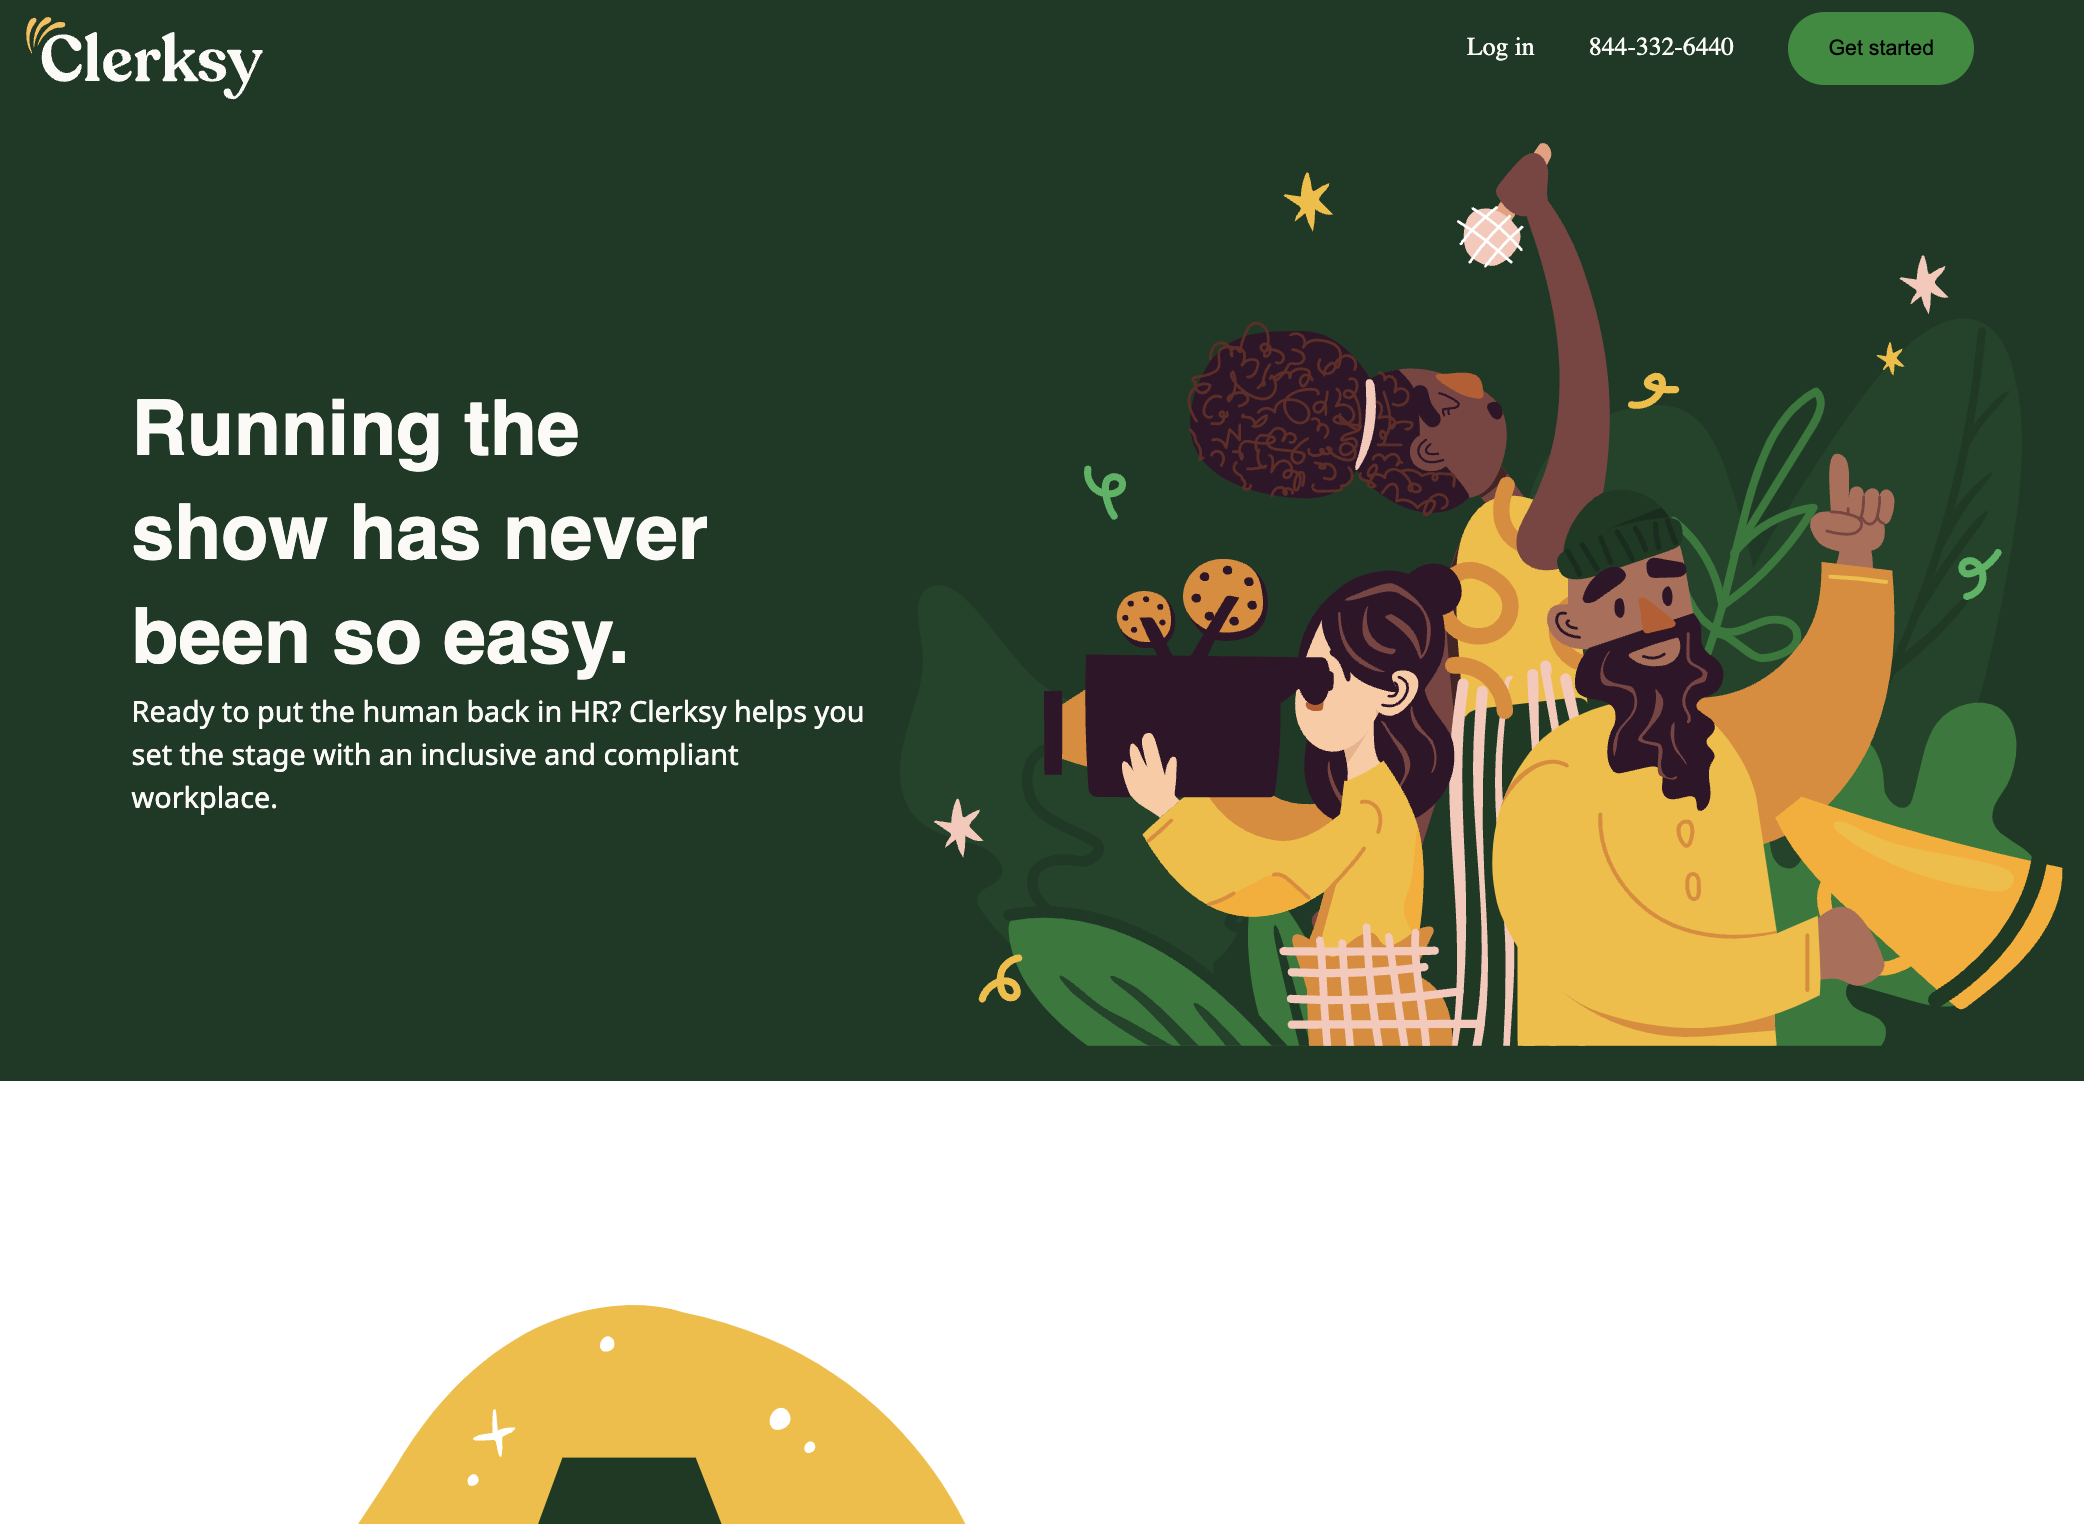 Clerksy
Log in
844-332-6440
Get started
Running the
show has never
been so easy.
Ready to put the human back in HR? Clerksy helps you
set the stage with an inclusive and compliant
workplace.